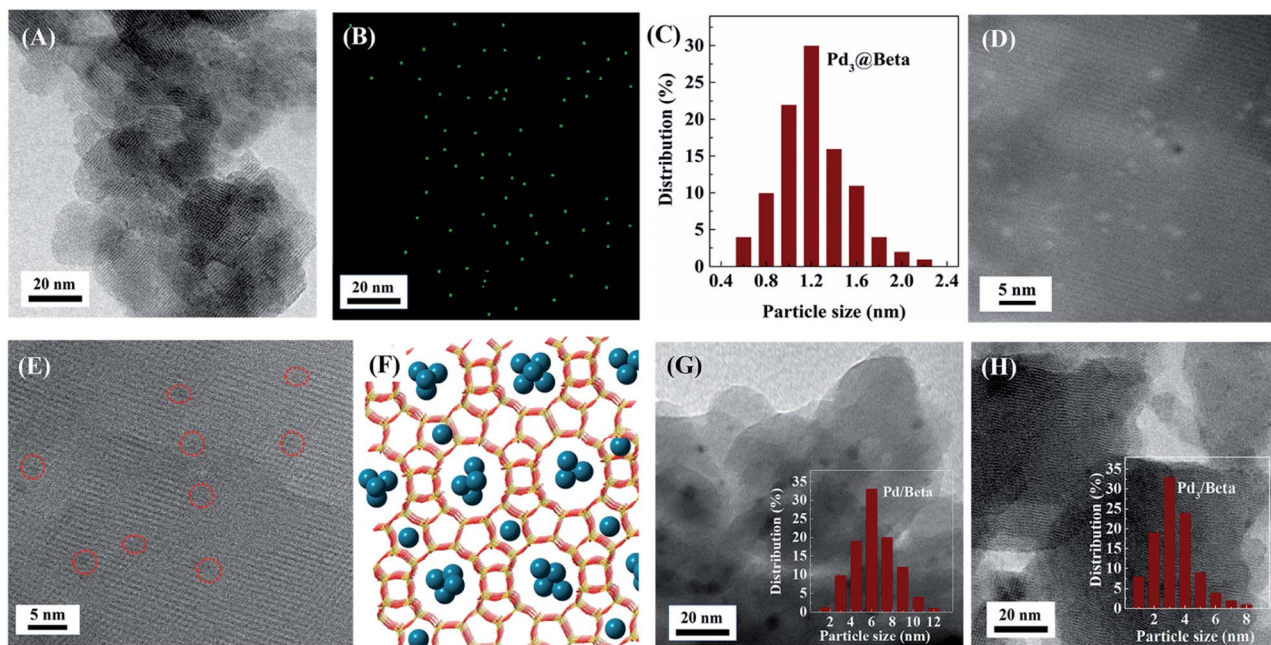 (A)
20 nm
(B)
20 nm
(C)
Pd₃@Beta
Distribution (%)
30
25
20
15
10
5
0
0.4 0.8 1.2 1.6 2.0 2.4
Particle size (nm)
(D)
5 nm
(E)
5 nm
(F)
(G)
20 nm
Pd/Beta
Distribution (%)
35
30
25
20
15
10
5
0
2 4 6 8 10 12
Particle size (nm)
(H)
20 nm
Pd₃/Beta
Distribution (%)
35
30
25
20
15
10
5
0
2 4 6 8
Particle size (nm)